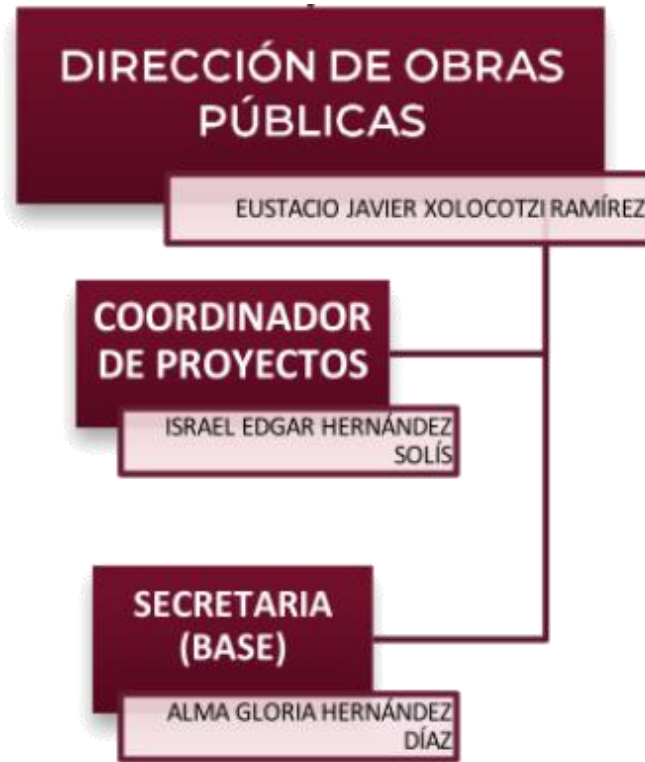 DIRECCIÓN DE OBRAS
PÚBLICAS
EUSTACIO JAVIER XOLOCOTZI RAMÍREZ
COORDINADOR
DE PROYECTOS
ISRAEL EDGAR HERNÁNDEZ
SOLÍS
SECRETARIA
(BASE)
ALMA GLORIA HERNÁNDEZ
DÍAZ